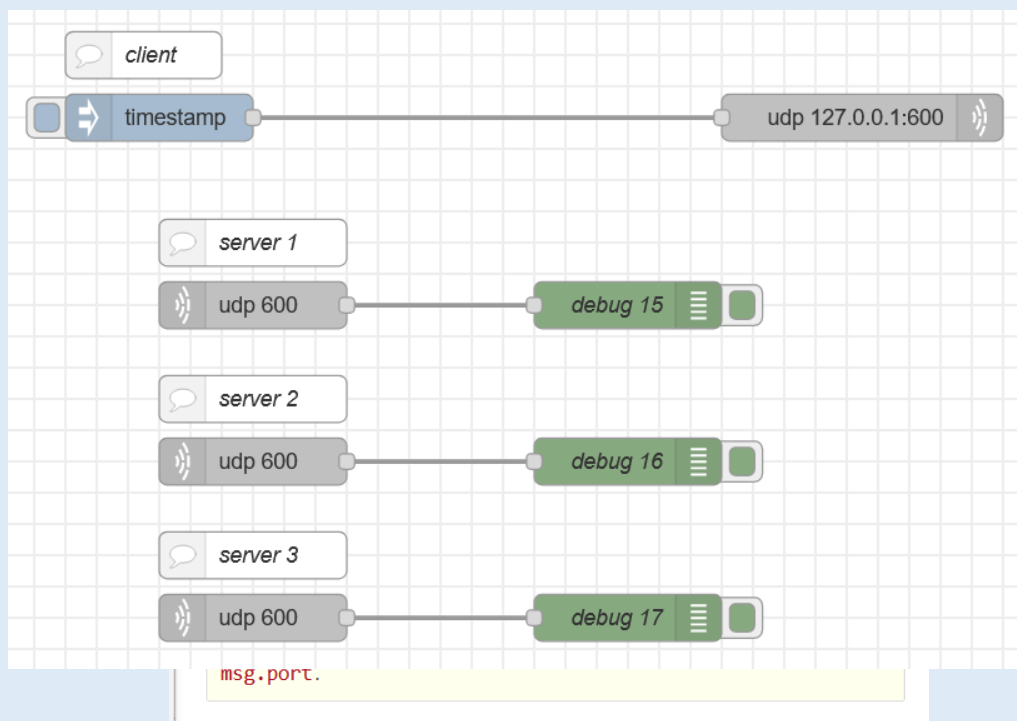 client
timestamp
udp 127.0.0.1:600
server 1
udp 600
debug 15
server 2
udp 600
debug 16
server 3
udp 600
debug 17
msg.port.